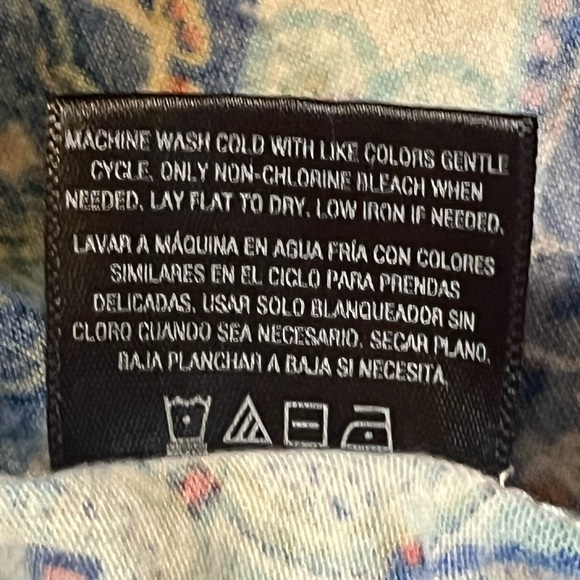 MACHINE WASH COLD WITH LIKE COLORS GENTLE
CYCLE. ONLY NON-CHLORINE BLEACH WHEN
NEEDED. LAY FLAT TO DRY. LOW IRON IF NEEDED.
LAVAR A MÁQUINA EN AGUA FRÍA CON COLORES
SIMILARES EN EL CICLO PARA PRENDAS
DELICADAS. USAR SOLO BLANQUEADOR SIN
CLORO CUANDO SEA NECESARIO. SECAR PLANO.
BAJA PLANCHAR A BAJA SI NECESITA.